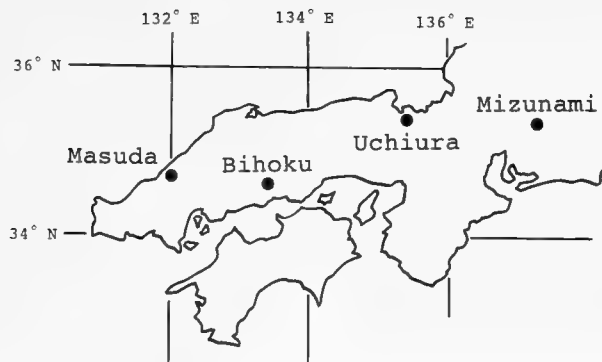 132° E
134° E
136° E
36° N
Mizunami
Masuda
Bihoku
Uchiura
34° N